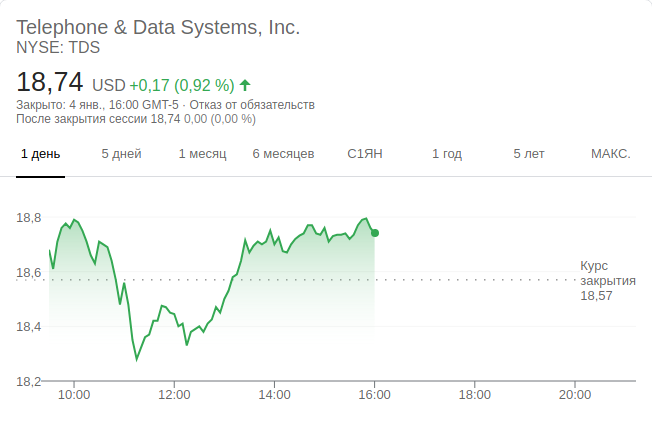 Telephone & Data Systems, Inc.
NYSE: TDS
18,74 USD +0,17 (0,92 %)
Закрыто: 4 янв., 16:00 GMT-5 · Отказ от обязательств
После закрытия сессии 18,74 0,00 (0,00 %)
1 день 5 дней 1 месяц 6 месяцев С1ЯН 1 год 5 лет МАКС.
18,8
18,6
18,4
18,2
Курс
закрытия
18,57
10:00 12:00 14:00 16:00 18:00 20:00